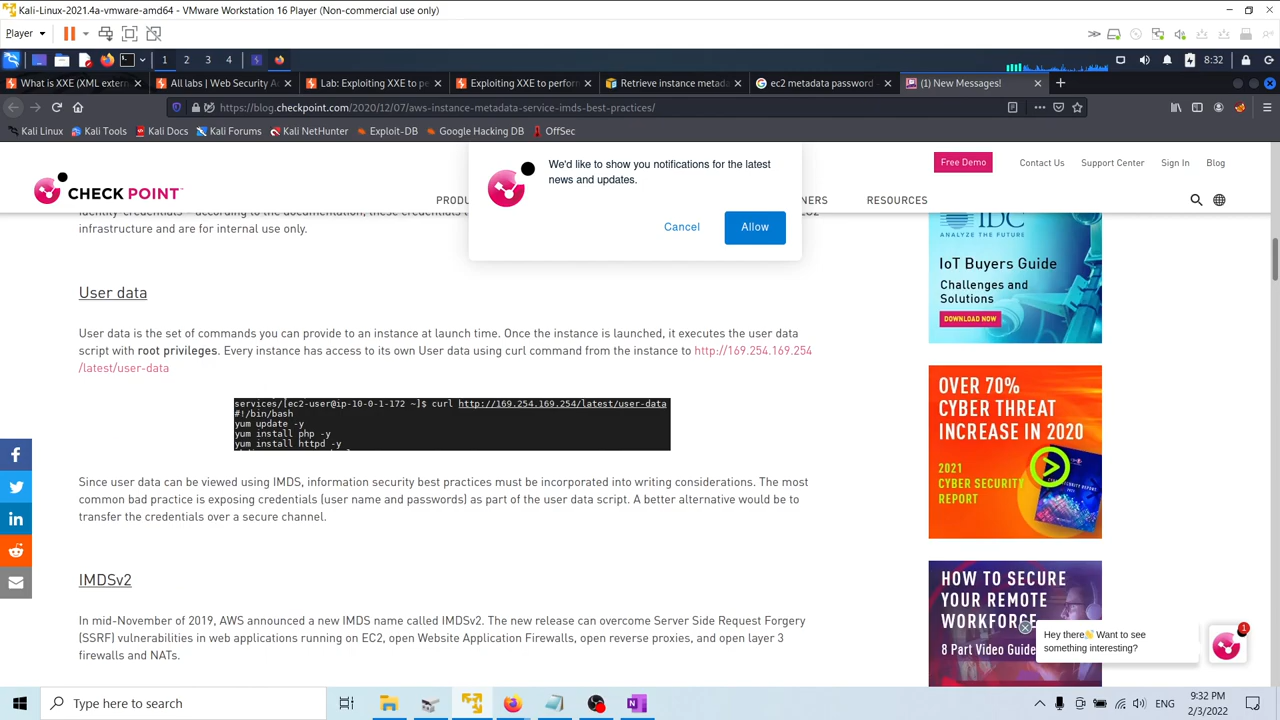 Kali-Linux-2021.4a-vmware-amd64 - VMware Workstation 16 Player (Non-commercial use only)
Player
1 2 3 4
8:32
What is XXE (XML extern
All labs | Web Security A
Lab: Exploiting XXE to pe
Exploiting XXE to perform
Retrieve instance metada
ec2 metadata password -
(1) New Messages!
https://blog.checkpoint.com/2020/12/07/aws-instance-metadata-service-imds-best-practices/
Kali Linux Kali Tools Kali Docs Kali Forums Kali NetHunter Exploit-DB Google Hacking DB OffSec
We'd like to show you notifications for the latest
news and updates.
Cancel Allow
Free Demo Contact Us Support Center Sign In Blog
CHECK POINT
PRODU NERS RESOURCES
infrastructure and are for internal use only.
User data
User data is the set of commands you can provide to an instance at launch time. Once the instance is launched, it executes the user data
script with root privileges. Every instance has access to its own User data using curl command from the instance to http://169.254.169.254
/latest/user-data
services/[ec2-user@ip-10-0-1-172 ~]$ curl http://169.254.169.254/latest/user-data
#!/bin/bash
yum update -y
yum install php -y
yum install httpd -y
Since user data can be viewed using IMDS, information security best practices must be incorporated into writing considerations. The most
common bad practice is exposing credentials (user name and passwords) as part of the user data script. A better alternative would be to
transfer the credentials over a secure channel.
IMDSv2
In mid-November of 2019, AWS announced a new IMDS name called IMDSv2. The new release can overcome Server Side Request Forgery
(SSRF) vulnerabilities in web applications running on EC2, open Website Application Firewalls, open reverse proxies, and open layer 3
firewalls and NATs.
IDC
ANALYZE THE FUTURE
IoT Buyers Guide
Challenges and
Solutions
DOWNLOAD NOW
OVER 70%
CYBER THREAT
INCREASE IN 2020
2021
CYBER SECURITY
REPORT
HOW TO SECURE
YOUR REMOTE
WORKFORCE
8 Part Video Guide
Hey there👋 Want to see
something interesting?
1
Type here to search
ENG
9:32 PM
2/3/2022